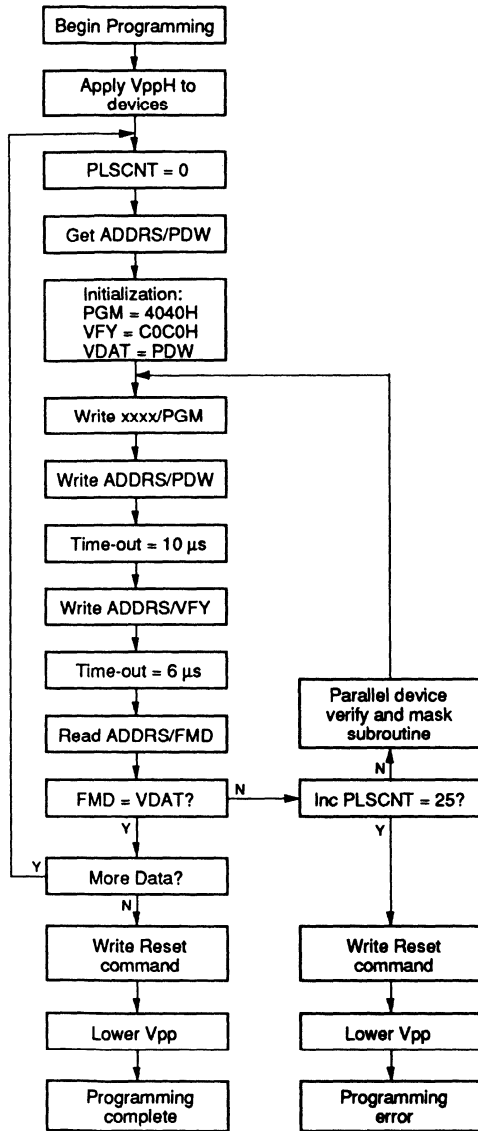 Begin Programming
Apply VppH to
devices
PLSCNT = 0
Get ADDRS/PDW
Initialization:
PGM = 4040H
VFY = C0C0H
VDAT = PDW
Write xxxx/PGM
Write ADDRS/PDW
Time-out = 10 µs
Write ADDRS/VFY
Time-out = 6 µs
Read ADDRS/FMD
FMD = VDAT?
N
Y
Parallel device
verify and mask
subroutine
N
Inc PLSCNT = 25?
Y
Y
More Data?
N
Write Reset
command
Lower Vpp
Programming
complete
Write Reset
command
Lower Vpp
Programming
error